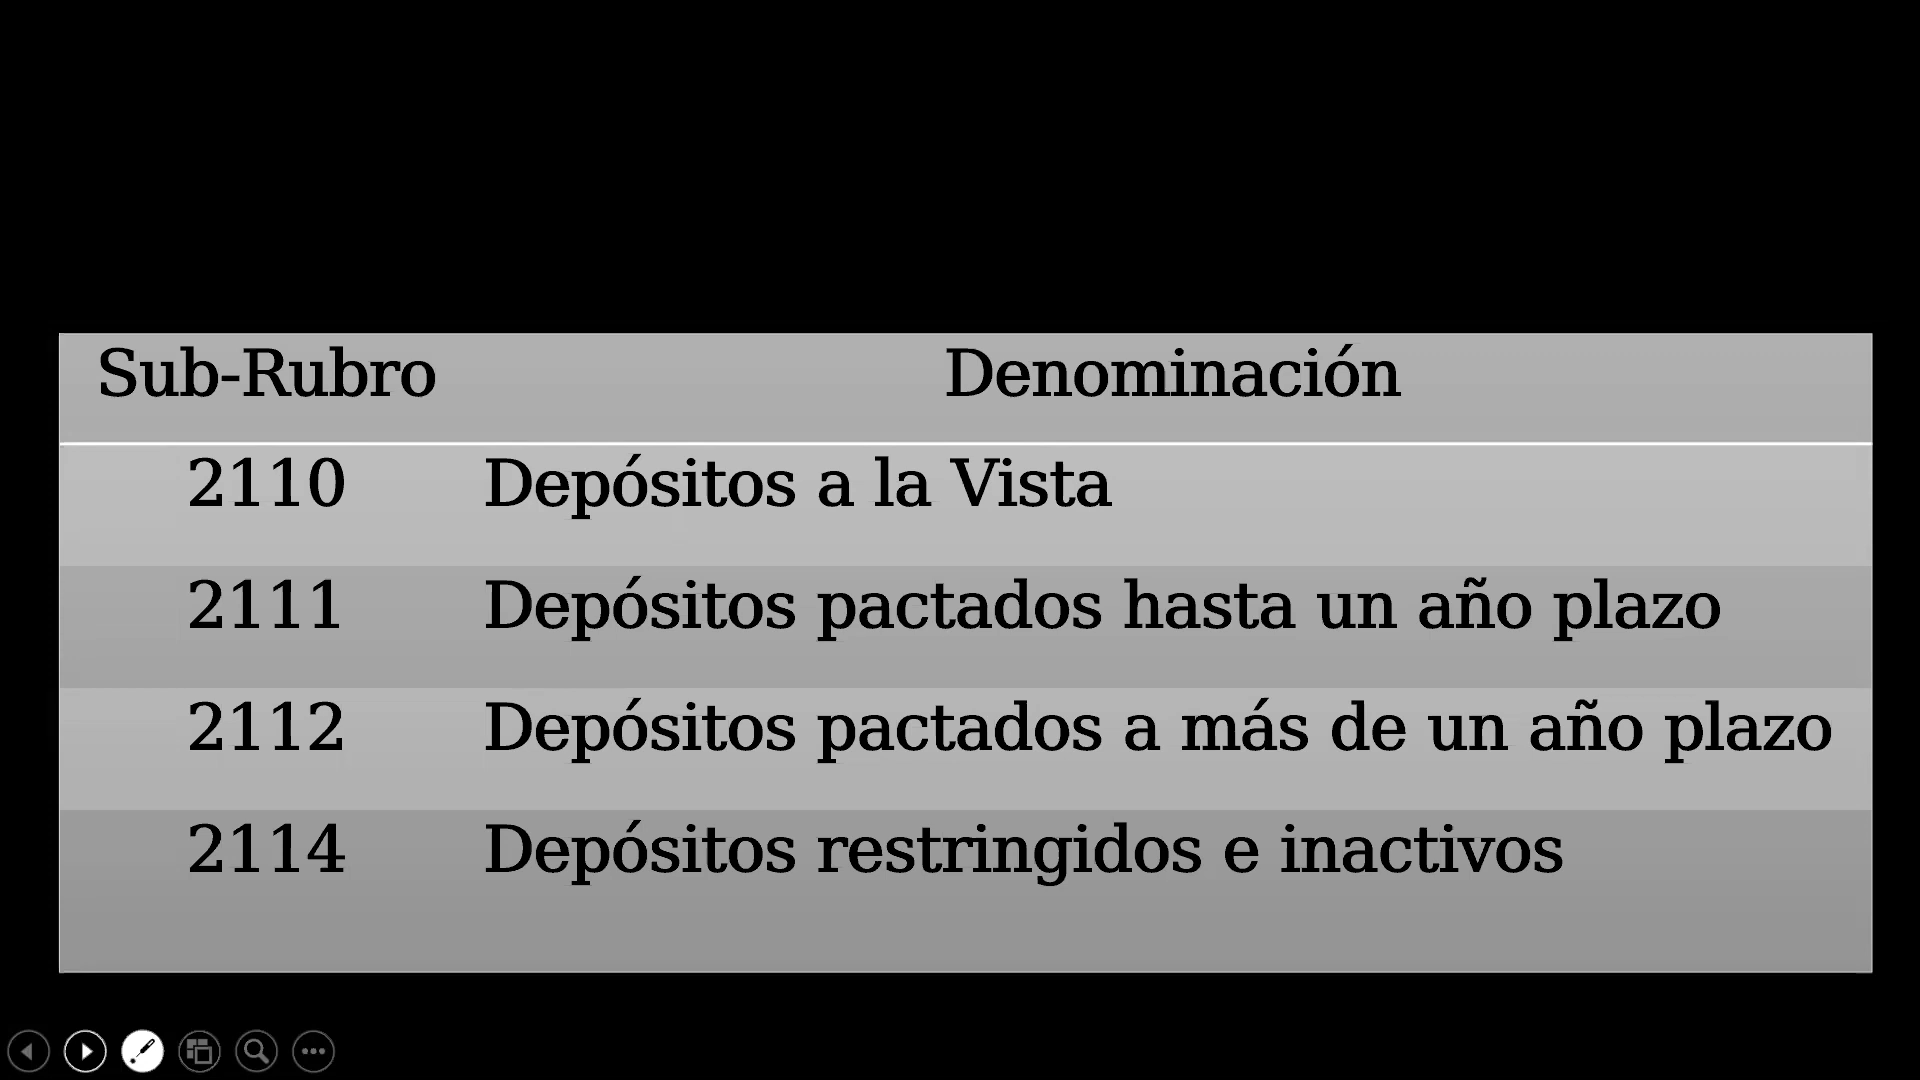 Sub-Rubro Denominación
2110 Depósitos a la Vista
2111 Depósitos pactados hasta un año plazo
2112 Depósitos pactados a más de un año plazo
2114 Depósitos restringidos e inactivos